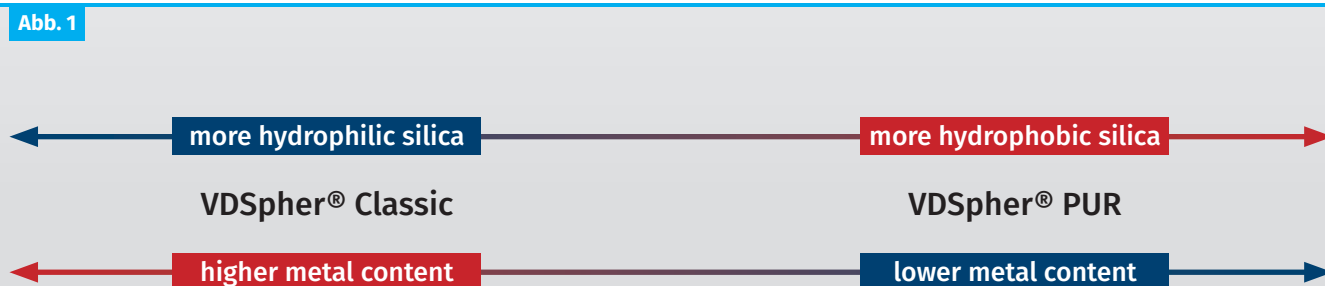 Abb. 1
more hydrophilic silica more hydrophobic silica
VDSpher® Classic VDSpher® PUR
higher metal content lower metal content